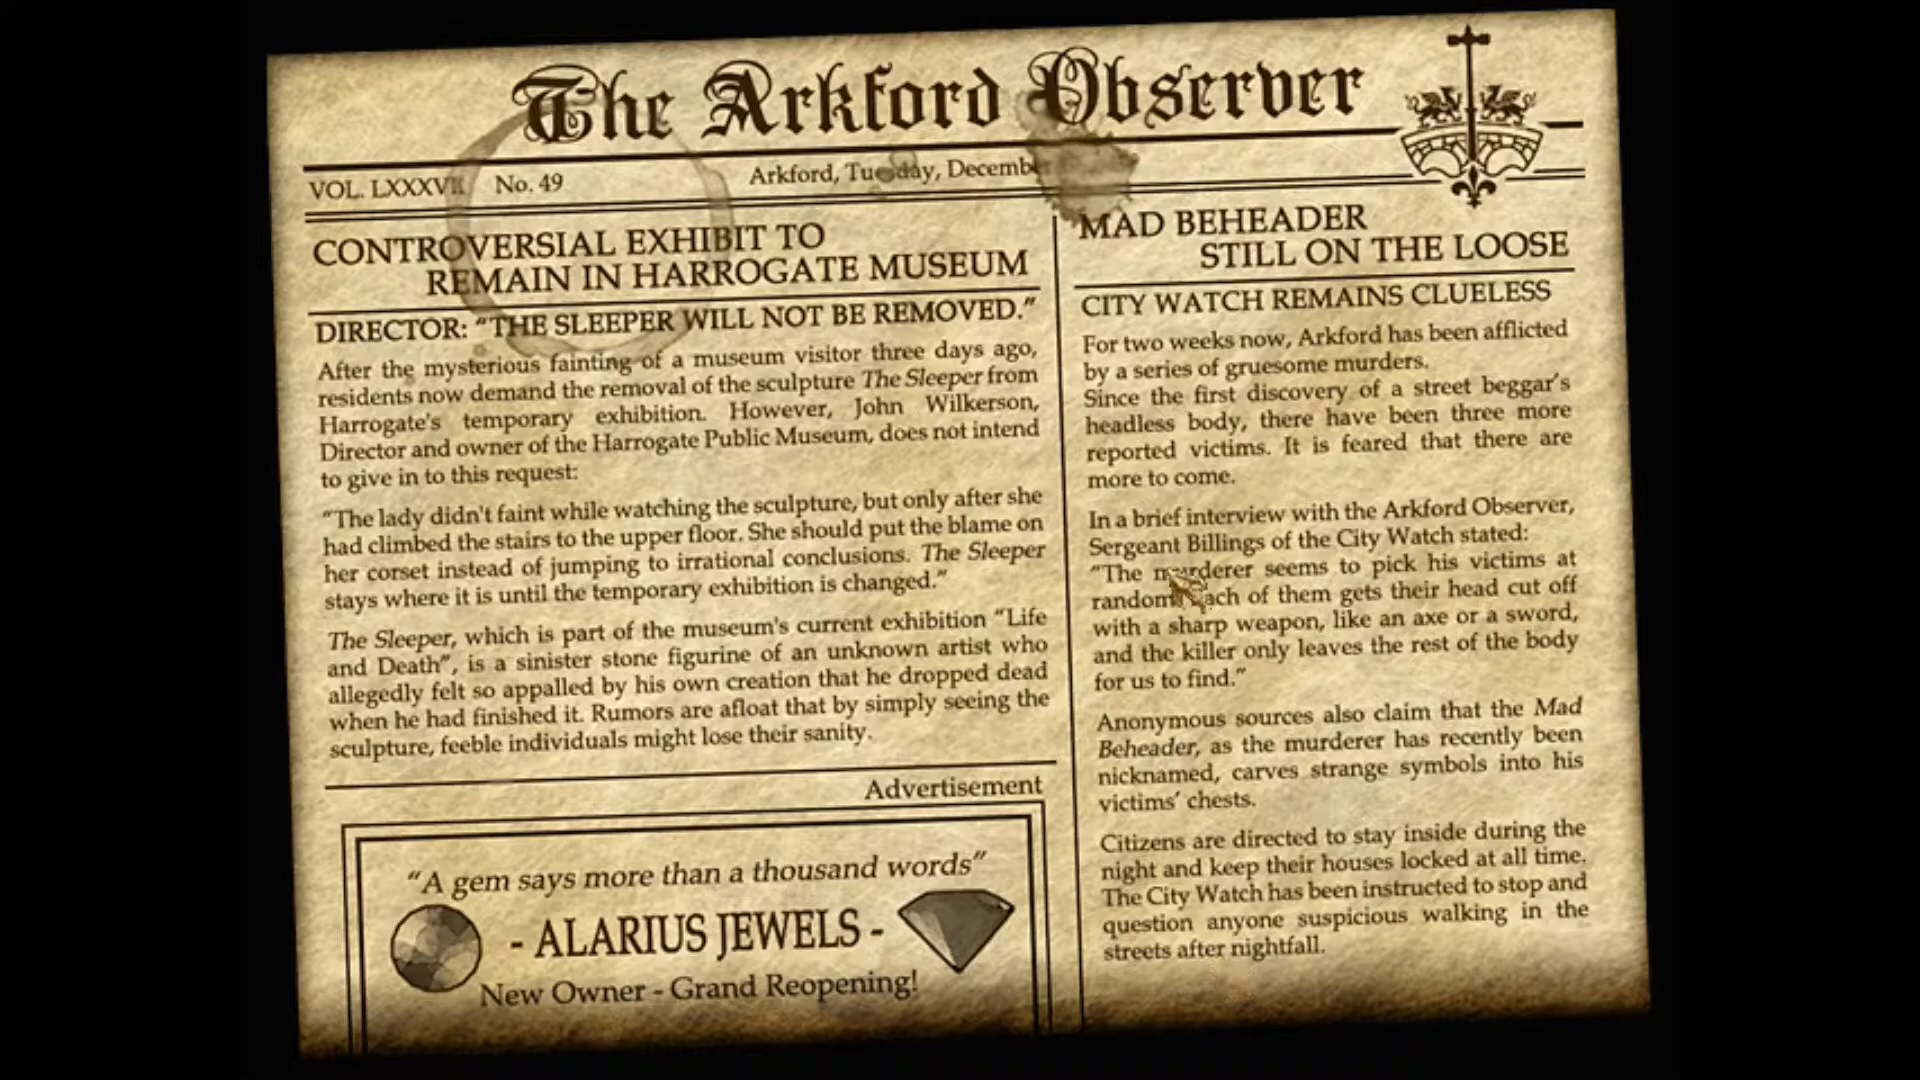 The Arkford Observer
VOL. LXXXVII No. 49
Arkford, Tuesday, December
CONTROVERSIAL EXHIBIT TO
REMAIN IN HARROGATE MUSEUM
DIRECTOR: “THE SLEEPER WILL NOT BE REMOVED.”
After the mysterious fainting of a museum visitor three days ago,
residents now demand the removal of the sculpture The Sleeper from
Harrogate's temporary exhibition. However, John Wilkerson,
Director and owner of the Harrogate Public Museum, does not intend
to give in to this request:
“The lady didn't faint while watching the sculpture, but only after she
had climbed the stairs to the upper floor. She should put the blame on
her corset instead of jumping to irrational conclusions. The Sleeper
stays where it is until the temporary exhibition is changed.”
The Sleeper, which is part of the museum's current exhibition “Life
and Death”, is a sinister stone figurine of an unknown artist who
allegedly felt so appalled by his own creation that he dropped dead
when he had finished it. Rumors are afloat that by simply seeing the
sculpture, feeble individuals might lose their sanity.
Advertisement
“A gem says more than a thousand words”
- ALARIUS JEWELS -
New Owner - Grand Reopening!
MAD BEHEADER
STILL ON THE LOOSE
CITY WATCH REMAINS CLUELESS
For two weeks now, Arkford has been afflicted
by a series of gruesome murders.
Since the first discovery of a street beggar's
headless body, there have been three more
reported victims. It is feared that there are
more to come.
In a brief interview with the Arkford Observer,
Sergeant Billings of the City Watch stated:
“The murderer seems to pick his victims at
random. Each of them gets their head cut off
with a sharp weapon, like an axe or a sword,
and the killer only leaves the rest of the body
for us to find.”
Anonymous sources also claim that the Mad
Beheader, as the murderer has recently been
nicknamed, carves strange symbols into his
victims’ chests.
Citizens are directed to stay inside during the
night and keep their houses locked at all time.
The City Watch has been instructed to stop and
question anyone suspicious walking in the
streets after nightfall.